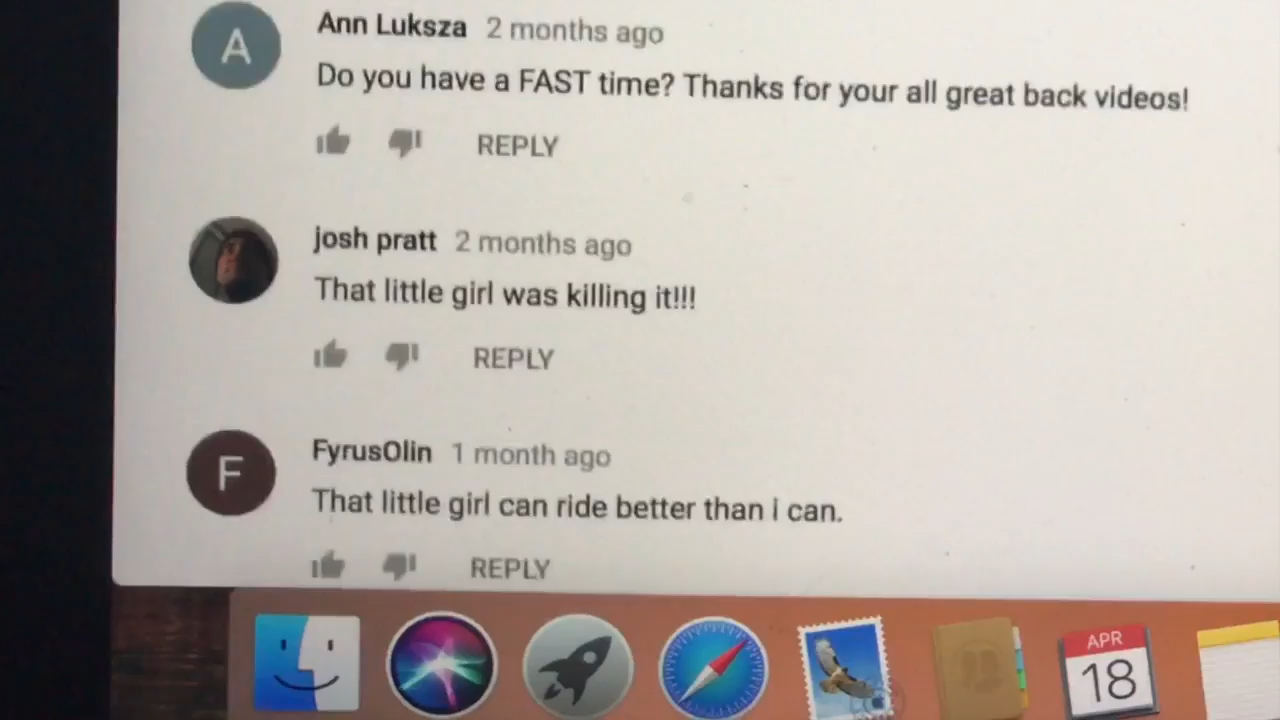 A
Ann Luksza 2 months ago
Do you have a FAST time? Thanks for your all great back videos!
REPLY
josh pratt 2 months ago
That little girl was killing it!!!
REPLY
F
FyrusOlin 1 month ago
That little girl can ride better than i can.
REPLY
APR
18